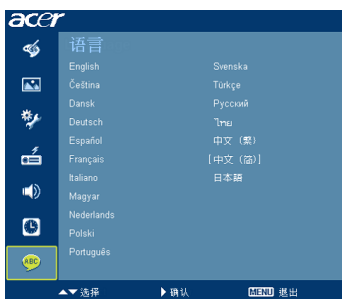 acer
语言
English
Čeština
Dansk
Deutsch
Español
Français
Italiano
Magyar
Nederlands
Polski
Português
Svenska
Türkçe
Русский
ไทย
中文 (繁)
[中文 (简)]
日本語
ABC
▲▼选择 ▶确认 MENU 退出